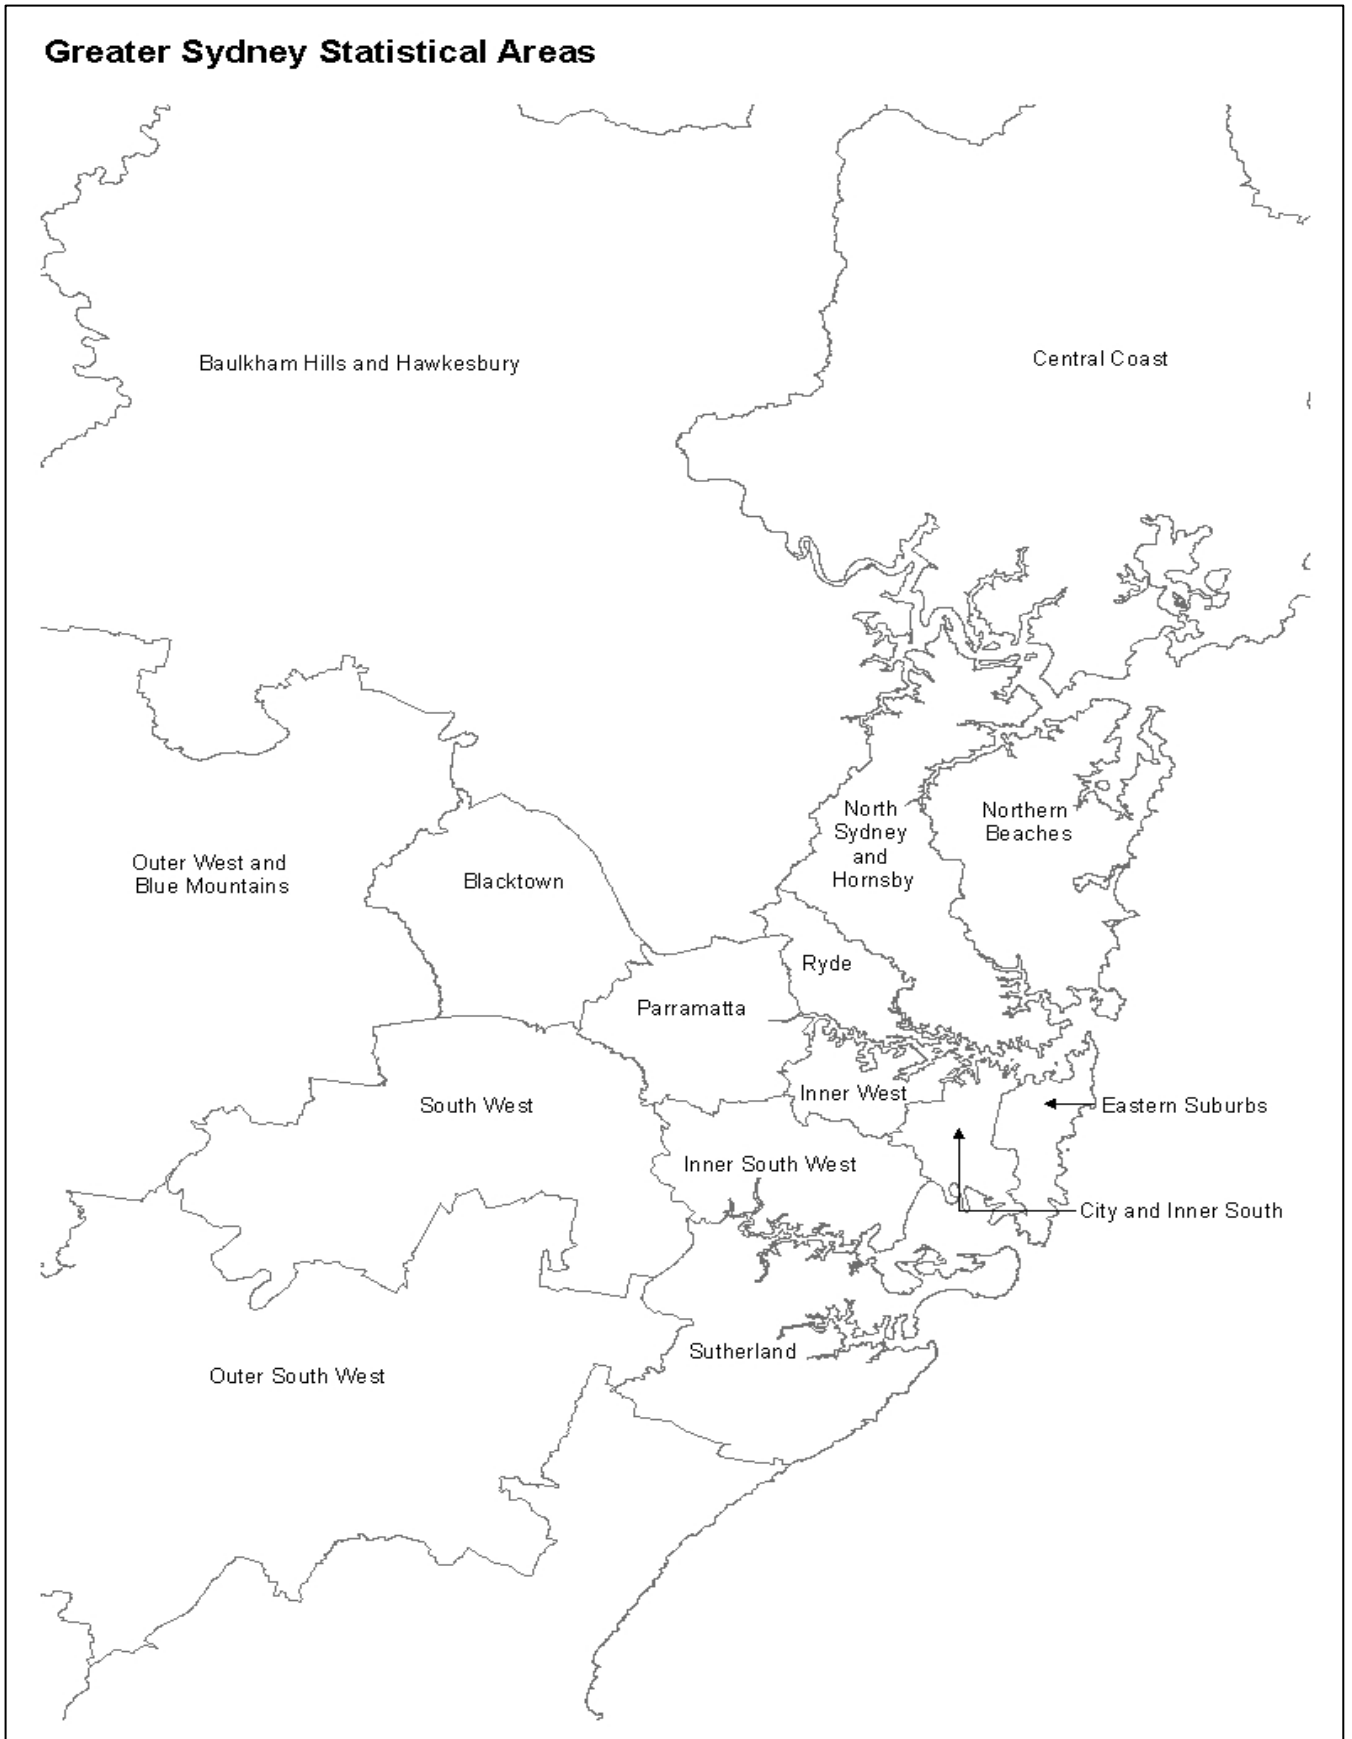 Greater Sydney Statistical Areas
Baulkham Hills and Hawkesbury
Central Coast
North
Sydney
and
Hornsby
Northern
Beaches
Outer West and
Blue Mountains
Blacktown
Ryde
Parramatta
Inner West
South West
Eastern Suburbs
Inner South West
City and Inner South
Sutherland
Outer South West